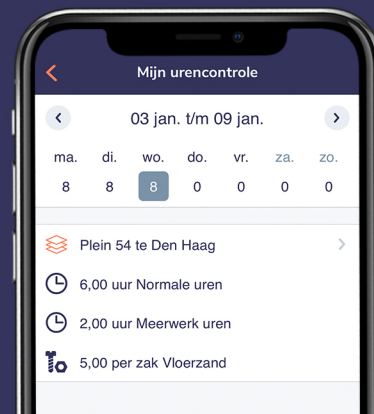 Mijn urencontrole
03 jan. t/m 09 jan.
ma. di. wo. do. vr. za. zo.
8 8 8 0 0 0 0
Plein 54 te Den Haag
6,00 uur Normale uren
2,00 uur Meerwerk uren
5,00 per zak Vloerzand